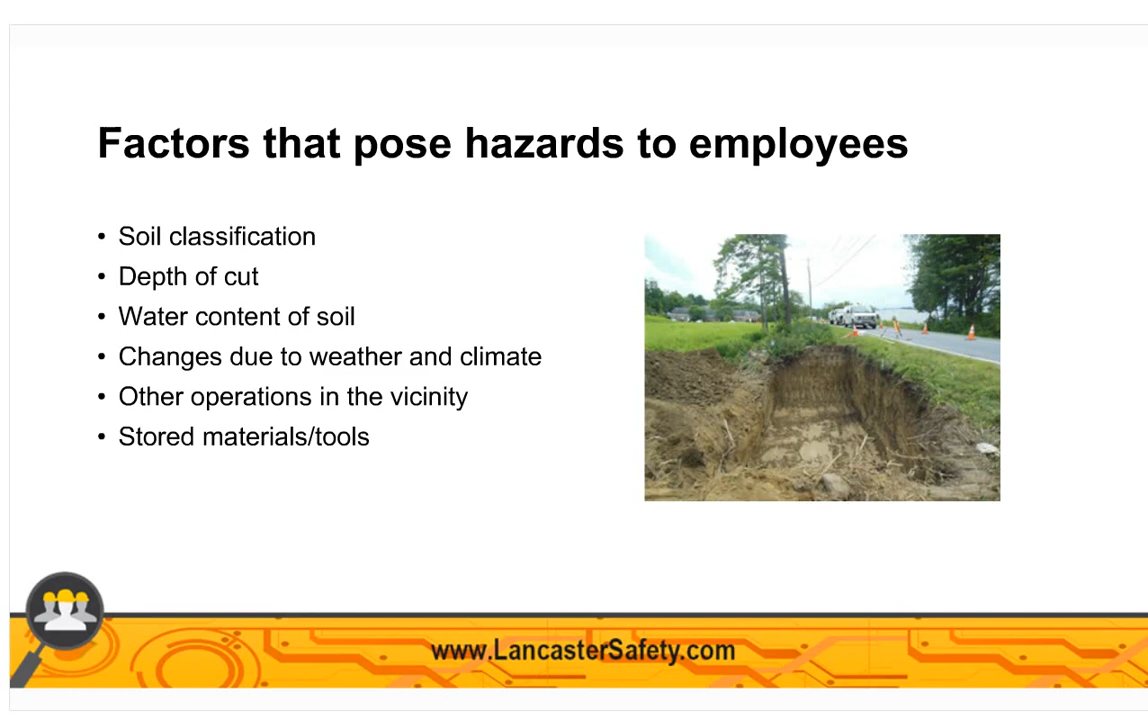 Factors that pose hazards to employees
• Soil classification
• Depth of cut
• Water content of soil
• Changes due to weather and climate
• Other operations in the vicinity
• Stored materials/tools
www.LancasterSafety.com